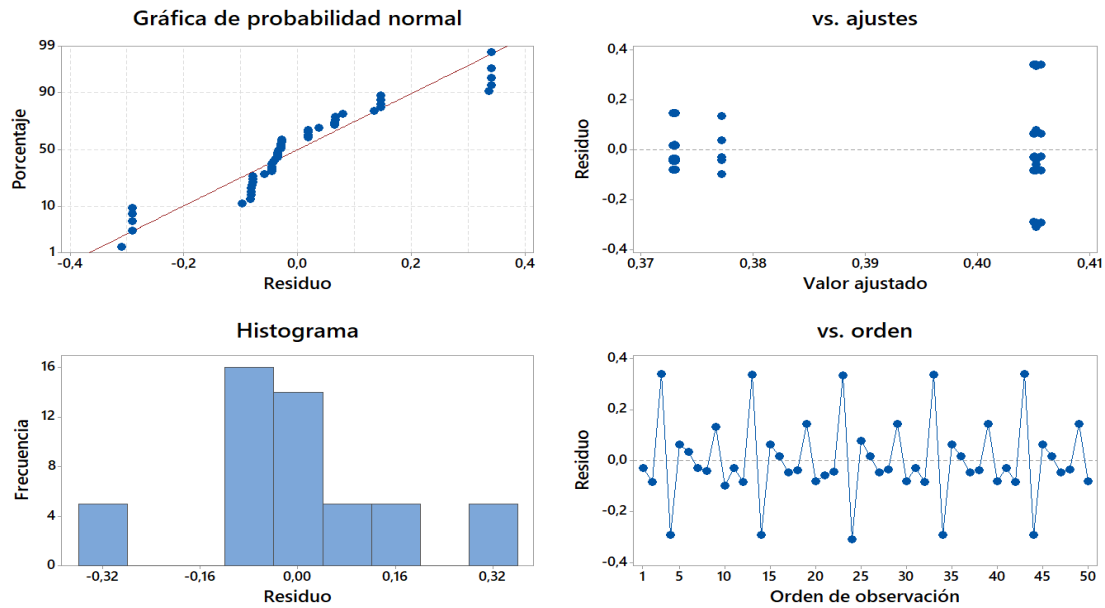 Gráfica de probabilidad normal
Porcentaje
99
90
50
10
1
-0,4 -0,2 0,0 0,2 0,4
Residuo
vs. ajustes
Residuo
0,4
0,2
0,0
-0,2
-0,4
0,37 0,38 0,39 0,40 0,41
Valor ajustado
Histograma
Frecuencia
16
12
8
4
0
-0,32 -0,16 0,00 0,16 0,32
Residuo
vs. orden
Residuo
0,4
0,2
0,0
-0,2
-0,4
1 5 10 15 20 25 30 35 40 45 50
Orden de observación